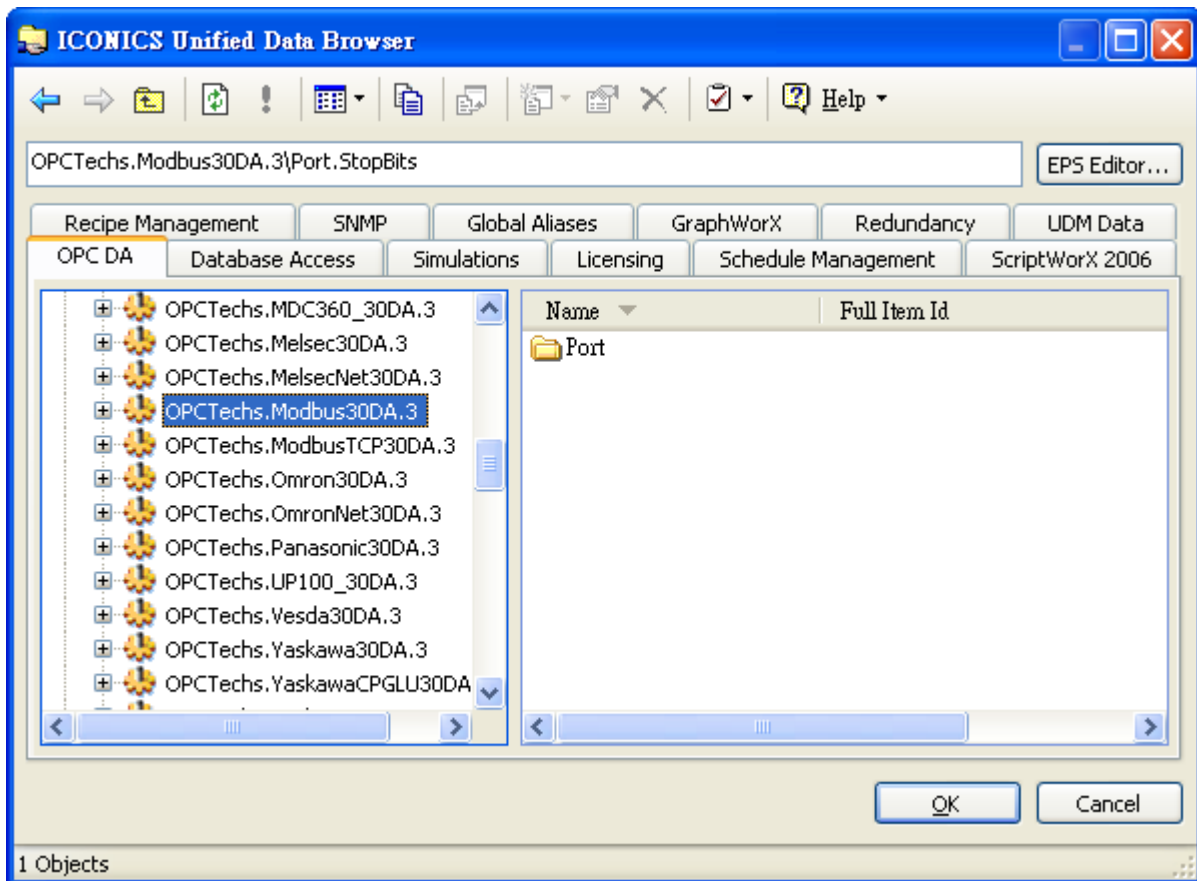 ICONICS Unified Data Browser
Help
OPCTechs.Modbus30DA.3\Port.StopBits
EPS Editor...
Recipe Management SNMP Global Aliases GraphWorX Redundancy UDM Data
OPC DA Database Access Simulations Licensing Schedule Management ScriptWorX 2006
OPCTechs.MDC360_30DA.3
OPCTechs.Melsec30DA.3
OPCTechs.MelsecNet30DA.3
OPCTechs.Modbus30DA.3
OPCTechs.ModbusTCP30DA.3
OPCTechs.Omron30DA.3
OPCTechs.OmronNet30DA.3
OPCTechs.Panasonic30DA.3
OPCTechs.UP100_30DA.3
OPCTechs.Vesda30DA.3
OPCTechs.Yaskawa30DA.3
OPCTechs.YaskawaCPGLU30DA
Name Full Item Id
Port
OK Cancel
1 Objects